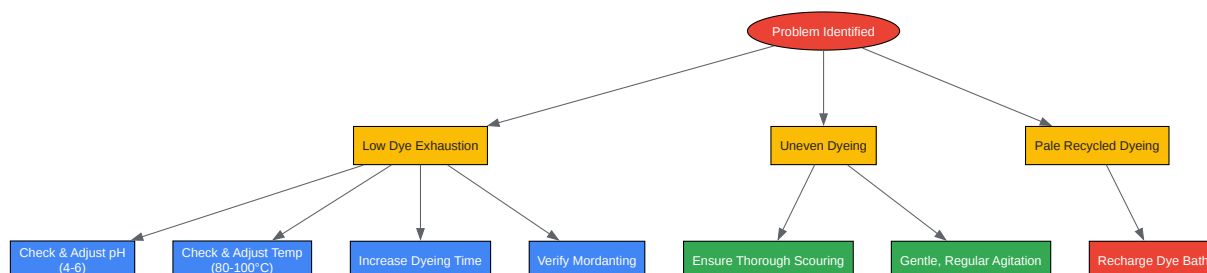 Problem Identified
Low Dye Exhaustion
Uneven Dyeing
Pale Recycled Dyeing
Check & Adjust pH
(4-6)
Check & Adjust Temp
(80-100°C)
Increase Dyeing Time
Verify Mordanting
Ensure Thorough Scouring
Gentle, Regular Agitation
Recharge Dye Bath